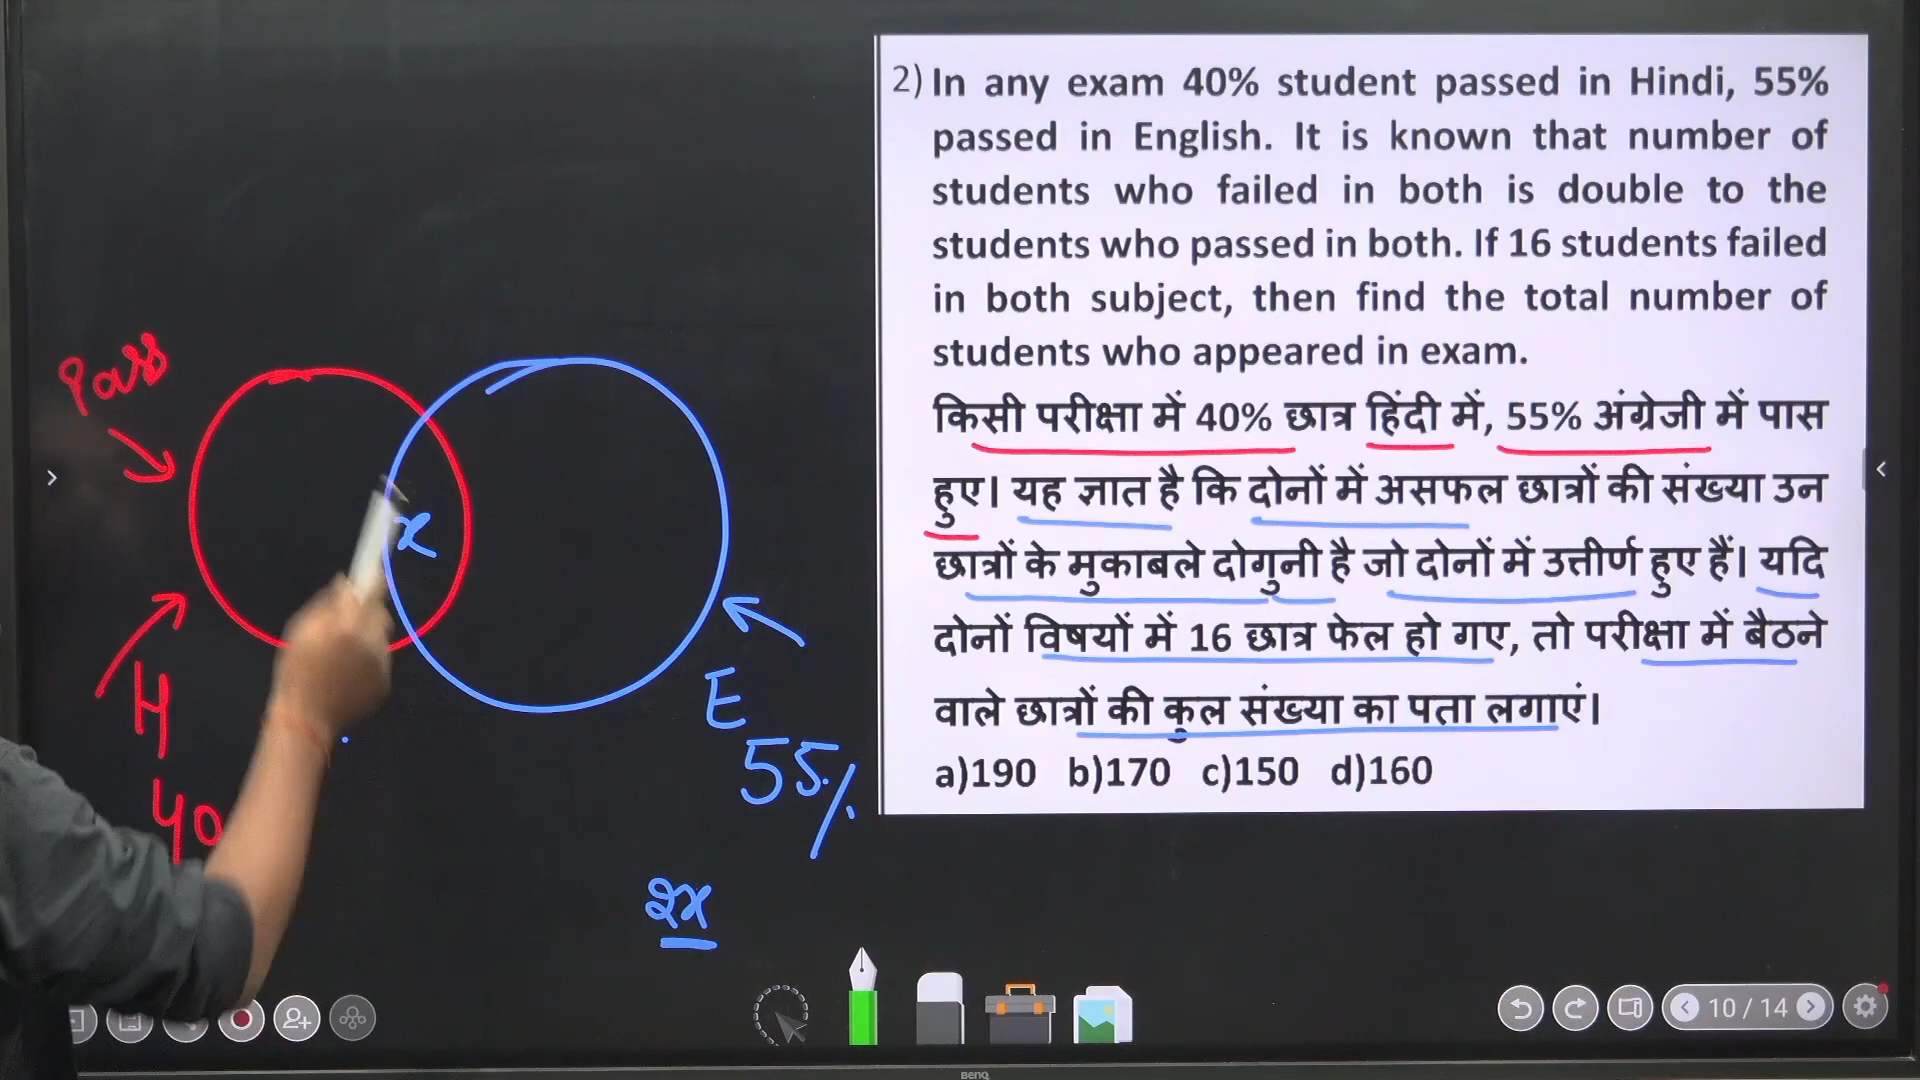 2) In any exam 40% student passed in Hindi, 55%
passed in English. It is known that number of
students who failed in both is double to the
students who passed in both. If 16 students failed
in both subject, then find the total number of
students who appeared in exam.
किसी परीक्षा में 40% छात्र हिंदी में, 55% अंग्रेजी में पास
हुए। यह ज्ञात है कि दोनों में असफल छात्रों की संख्या उन
छात्रों के मुकाबले दोगुनी है जो दोनों में उत्तीर्ण हुए हैं। यदि
दोनों विषयों में 16 छात्र फेल हो गए, तो परीक्षा में बैठने
वाले छात्रों की कुल संख्या का पता लगाएं।
a)190 b)170 c)150 d)160
Pass
x
H
40
E
55%
2x
10 / 14
BenQ